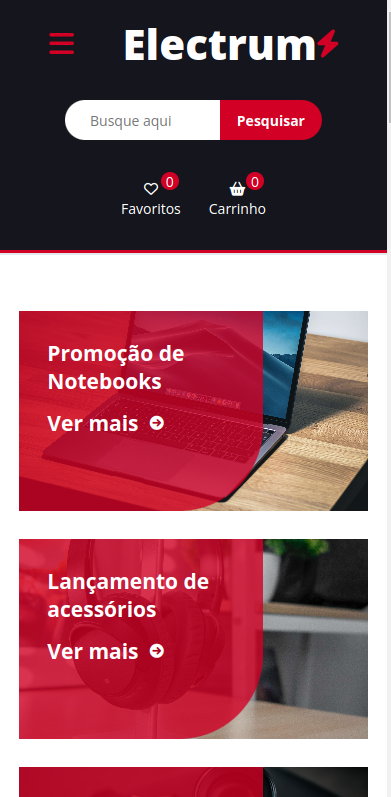 Electrum
Busque aqui
Pesquisar
0
0
Favoritos
Carrinho
Promoção de
Notebooks
Ver mais
Lançamento de
acessórios
Ver mais